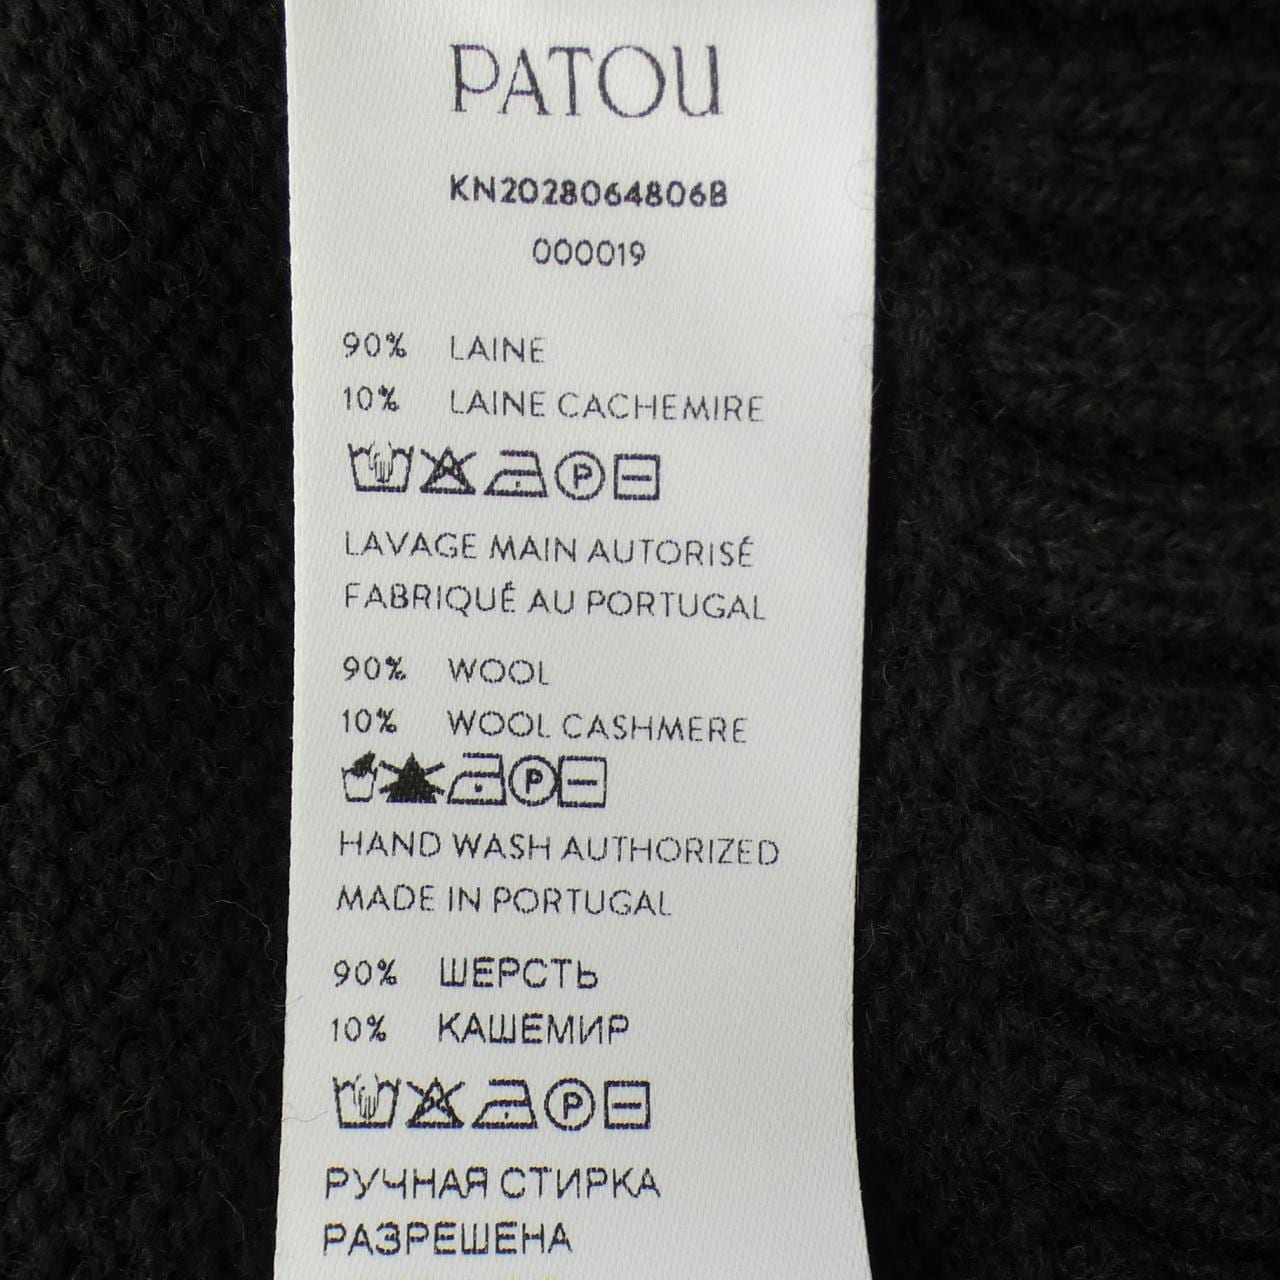 PATOU
KN2028064806B
000019
90% LAINE
10% LAINE CACHEMIRE
P
LAVAGE MAIN AUTORISÉ
FABRIQUÉ AU PORTUGAL
90% WOOL
10% WOOL CASHMERE
P
HAND WASH AUTHORIZED
MADE IN PORTUGAL
90% ШЕРСТЬ
10% КАШЕМИР
P
РУЧНАЯ СТИРКА
РАЗРЕШЕНА